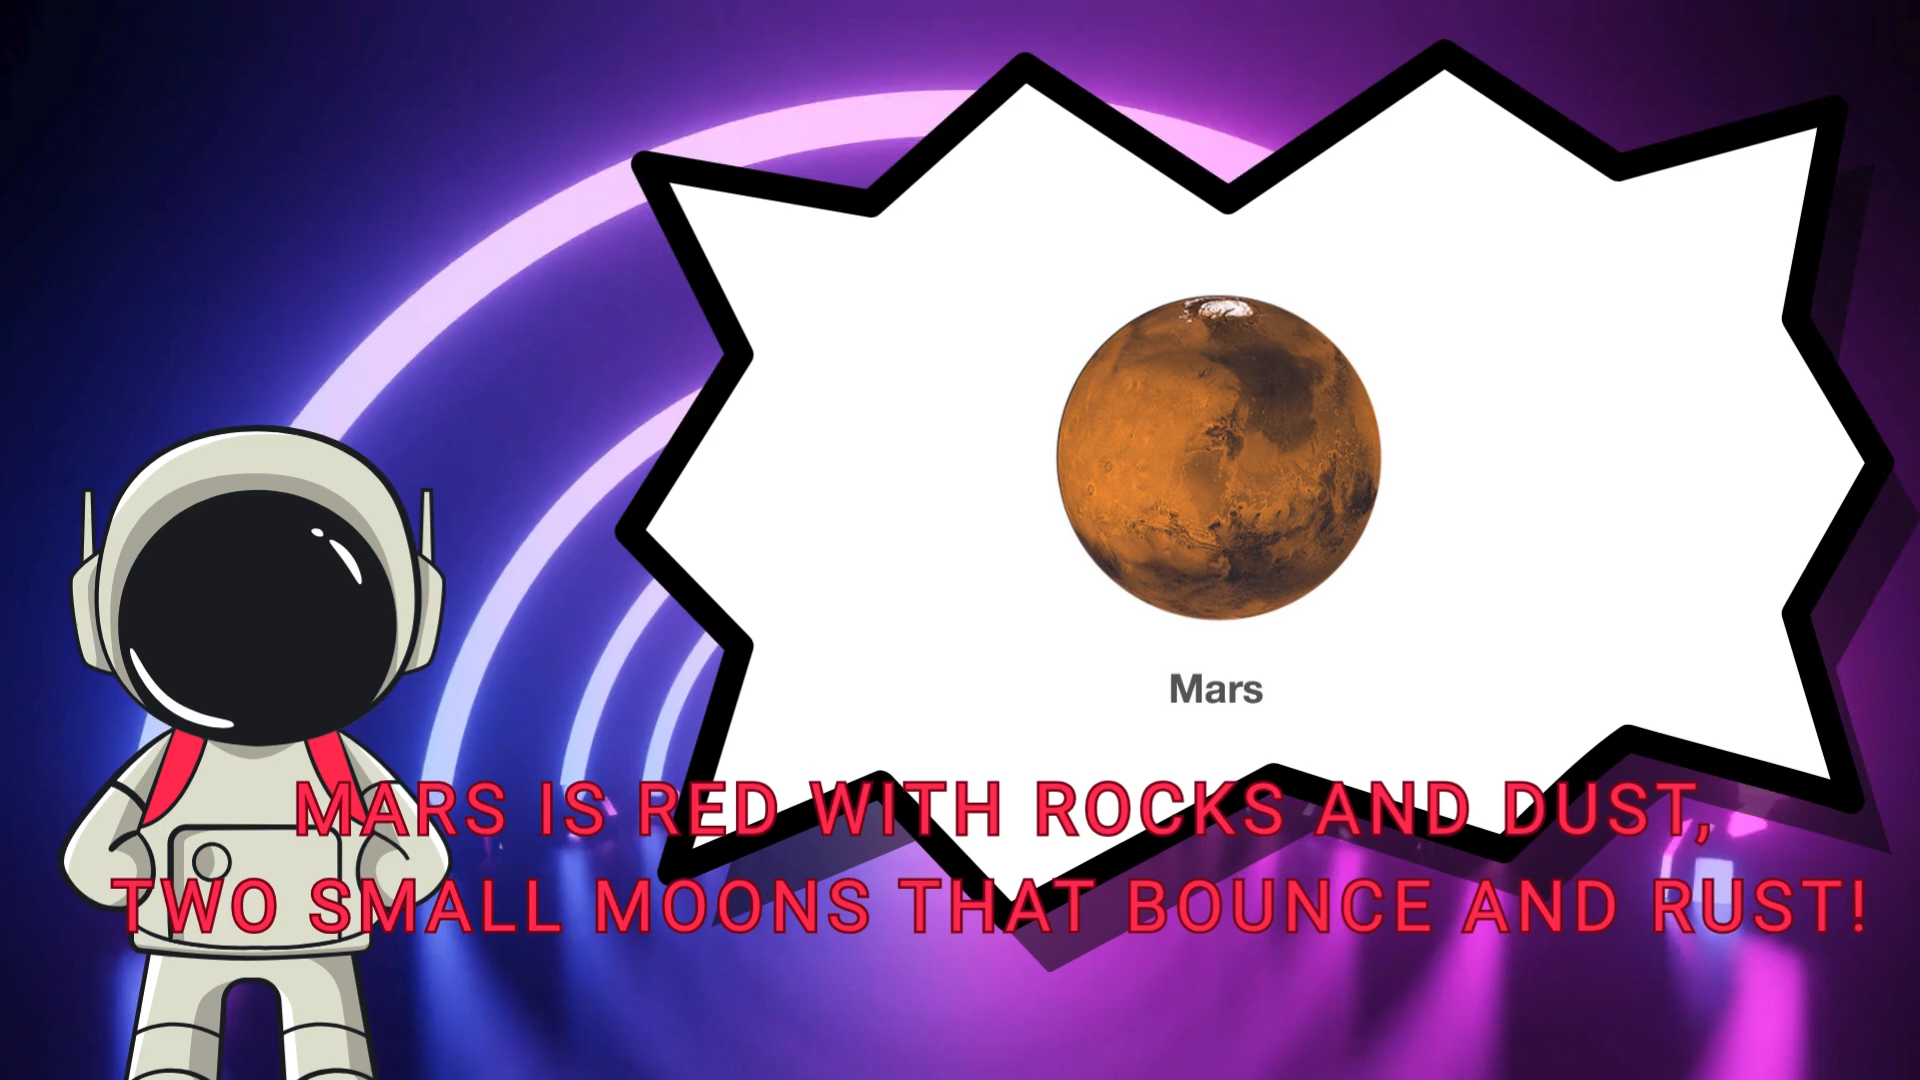 Mars
MARS IS RED WITH ROCKS AND DUST,
TWO SMALL MOONS THAT BOUNCE AND RUST!